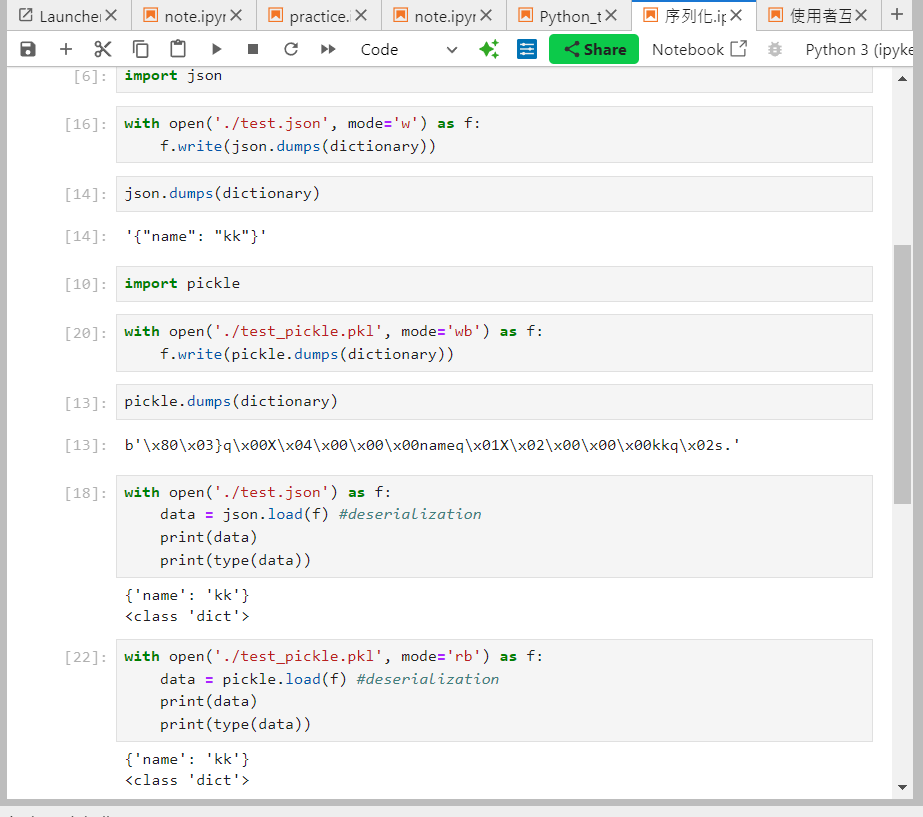 Launche
note.ipyr
practice.
note.ipyr
Python_t
序列化.ip
使用者互
Code
Share
Notebook
Python 3 (ipyke
[6]:
import json
[16]:
with open('./test.json', mode='w') as f:
    f.write(json.dumps(dictionary))
[14]:
json.dumps(dictionary)
[14]:
'{"name": "kk"}'
[10]:
import pickle
[20]:
with open('./test_pickle.pkl', mode='wb') as f:
    f.write(pickle.dumps(dictionary))
[13]:
pickle.dumps(dictionary)
[13]:
b'\x80\x03}q\x00X\x04\x00\x00\x00nameq\x01X\x02\x00\x00\x00kkq\x02s.'
[18]:
with open('./test.json') as f:
    data = json.load(f) #deserialization
    print(data)
    print(type(data))
{'name': 'kk'}
<class 'dict'>
[22]:
with open('./test_pickle.pkl', mode='rb') as f:
    data = pickle.load(f) #deserialization
    print(data)
    print(type(data))
{'name': 'kk'}
<class 'dict'>